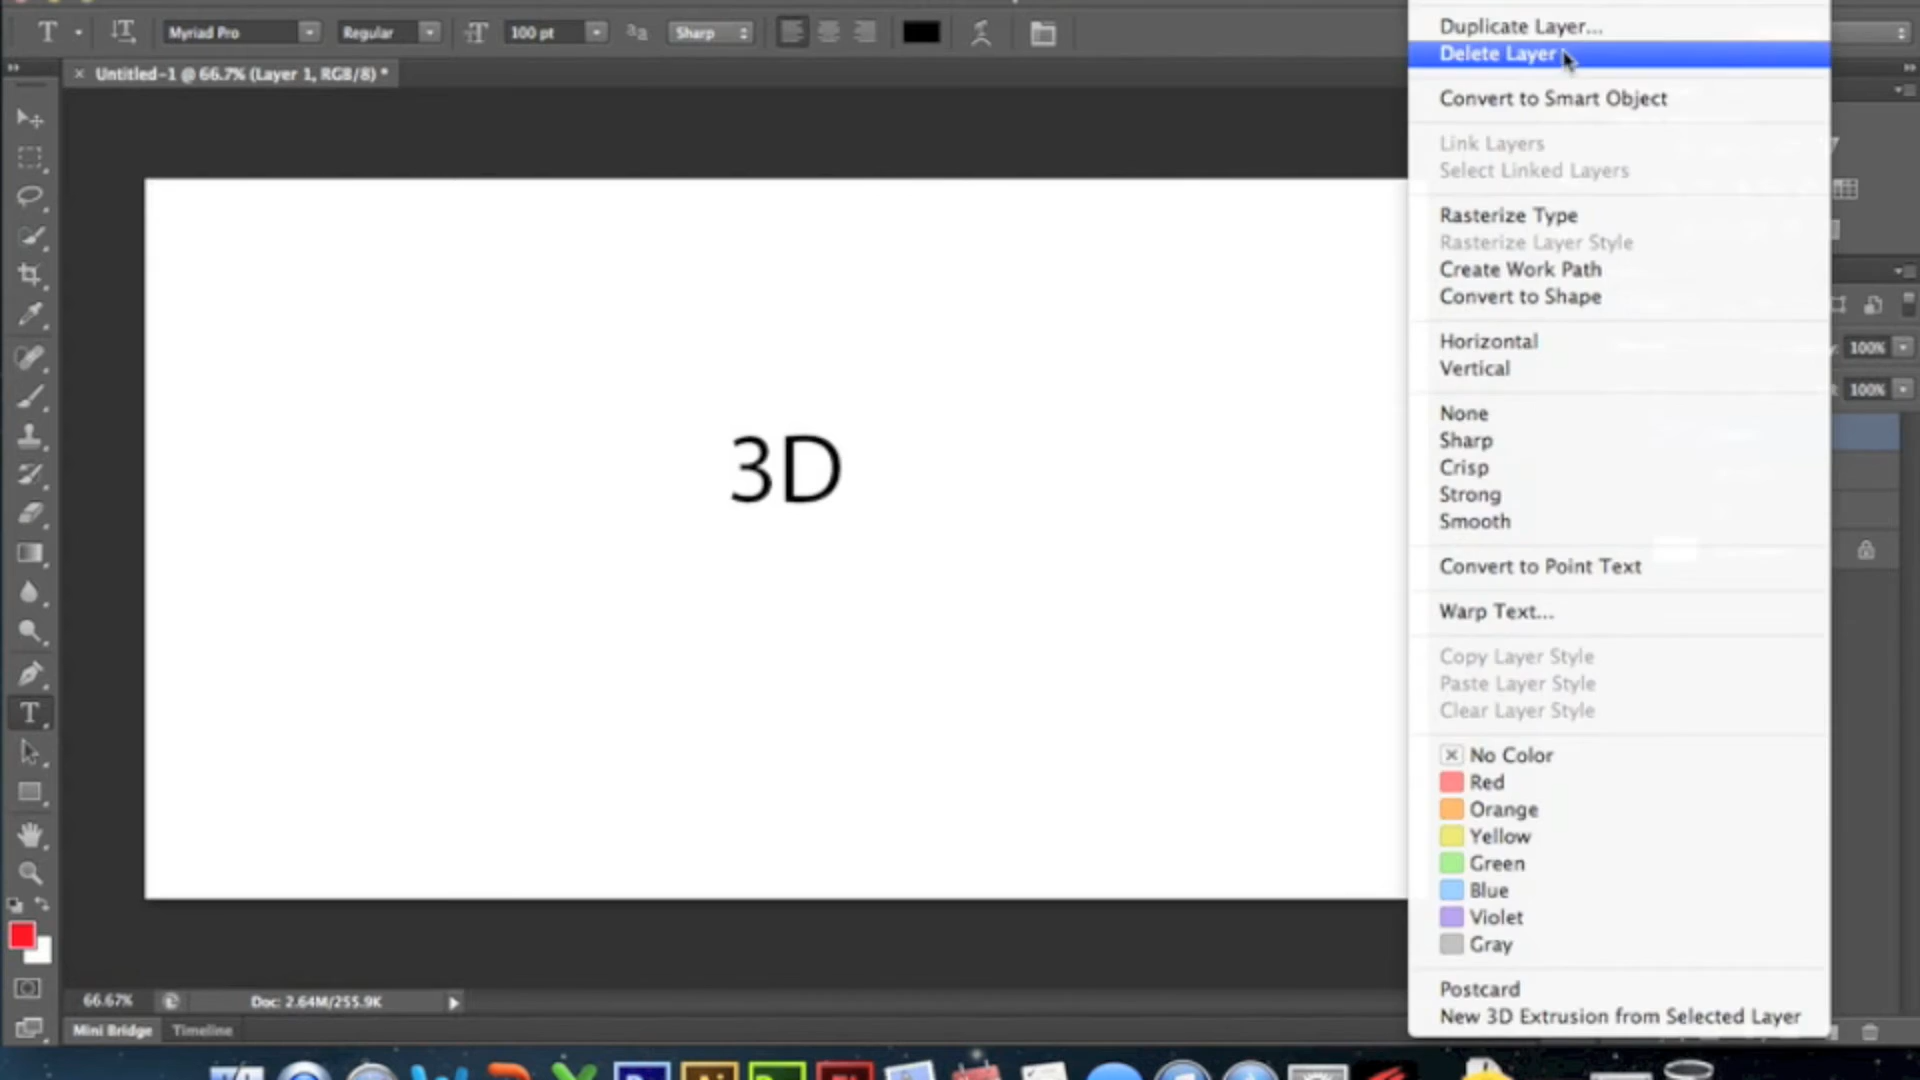 T
Myriad Pro
Regular
100 pt
aa
Sharp
× Untitled-1 @ 66.7% (Layer 1, RGB/8) *
3D
Duplicate Layer...
Delete Layer
Convert to Smart Object
Link Layers
Select Linked Layers
Rasterize Type
Rasterize Layer Style
Create Work Path
Convert to Shape
Horizontal
Vertical
None
Sharp
Crisp
Strong
Smooth
Convert to Point Text
Warp Text...
Copy Layer Style
Paste Layer Style
Clear Layer Style
No Color
Red
Orange
Yellow
Green
Blue
Violet
Gray
Postcard
New 3D Extrusion from Selected Layer
100%
100%
66.67%
Doc: 2.64M/255.9K
Mini Bridge
Timeline